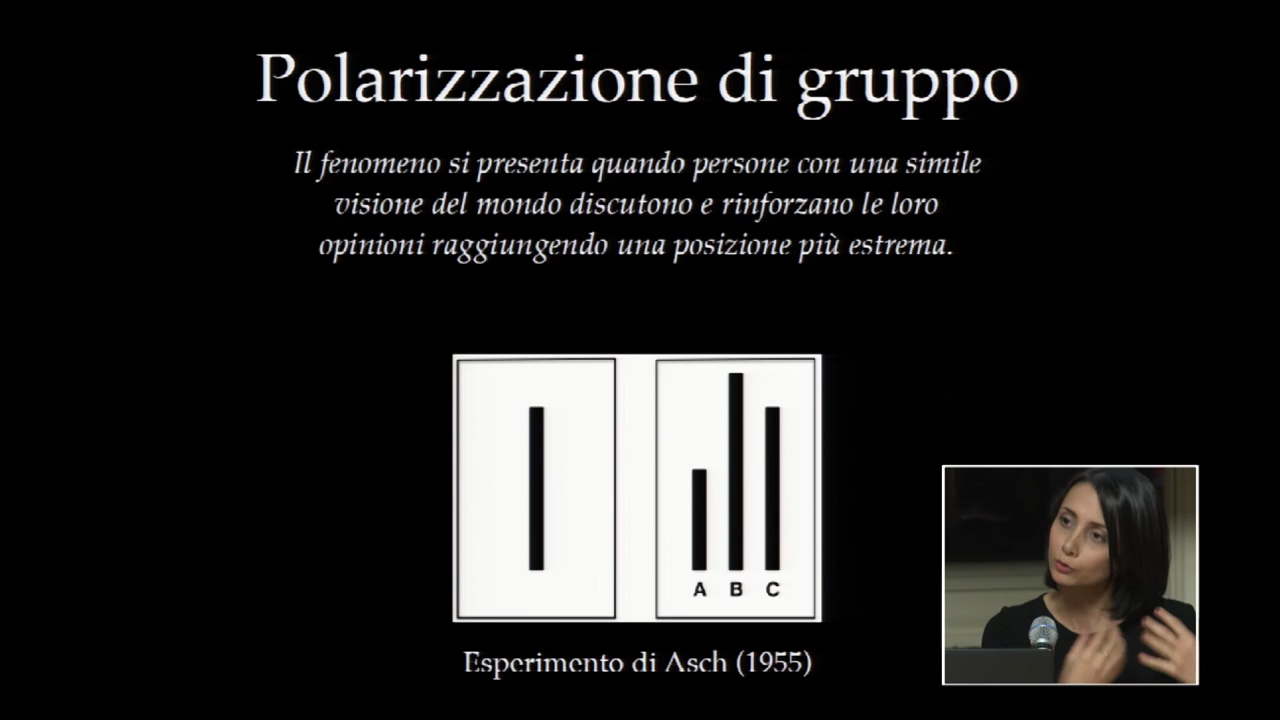 Polarizzazione di gruppo
Il fenomeno si presenta quando persone con una simile
visione del mondo discutono e rinforzano le loro
opinioni raggiungendo una posizione più estrema.
A B C
Esperimento di Asch (1955)